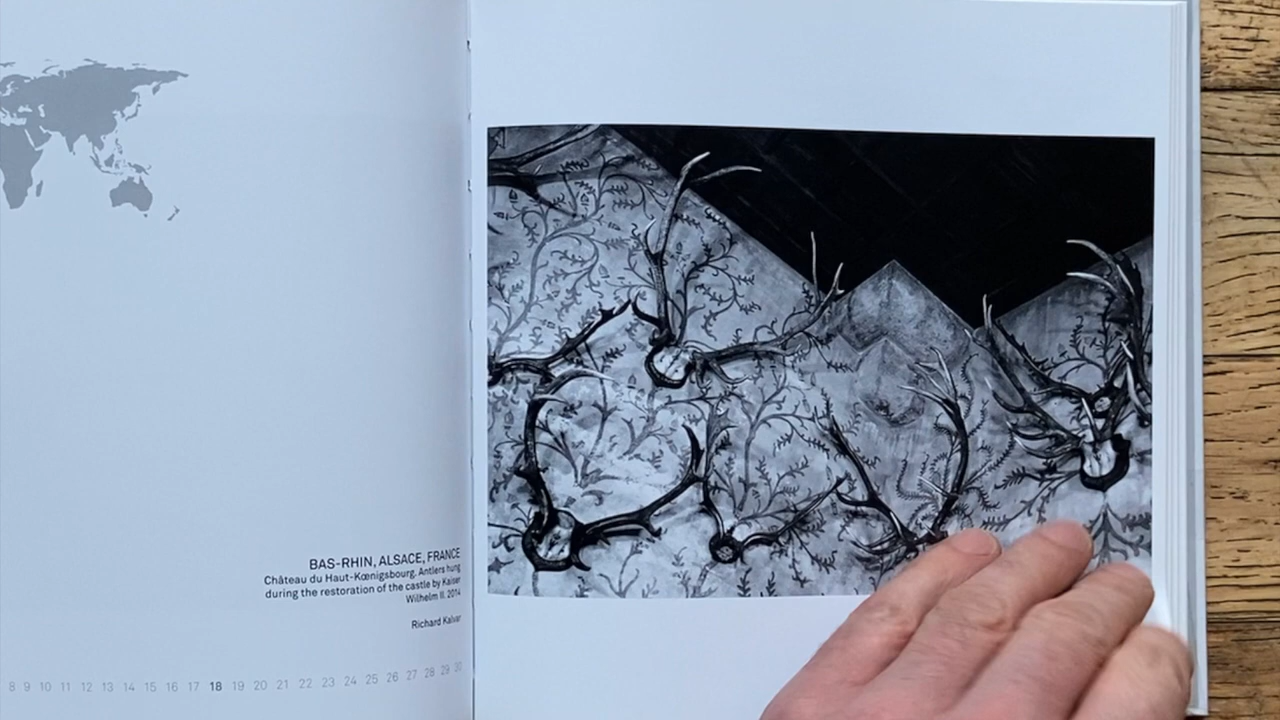 BAS-RHIN, ALSACE, FRANCE
Château du Haut-Kœnigsbourg. Antlers hung
during the restoration of the castle by Kaiser
Wilhelm II. 2014
Richard Kalvar
8 9 10 11 12 13 14 15 16 17 18 19 20 21 22 23 24 25 26 27 28 29 30